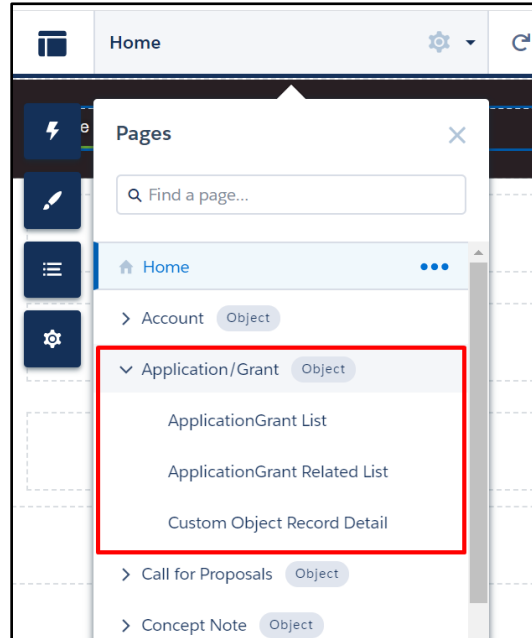 Home
e
Pages
Find a page...
Home
Account Object
Application/Grant Object
ApplicationGrant List
ApplicationGrant Related List
Custom Object Record Detail
Call for Proposals Object
Concept Note Object